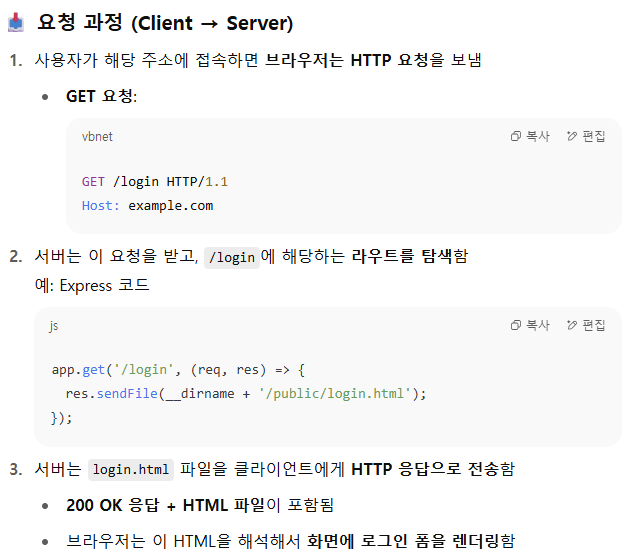 📥 요청 과정 (Client → Server)
1. 사용자가 해당 주소에 접속하면 브라우저는 HTTP 요청을 보냄
• GET 요청:
vbnet 복사 편집
GET /login HTTP/1.1
Host: example.com
2. 서버는 이 요청을 받고, /login에 해당하는 라우트를 탐색함
예: Express 코드
js 복사 편집
app.get('/login', (req, res) => {
  res.sendFile(__dirname + '/public/login.html');
});
3. 서버는 login.html 파일을 클라이언트에게 HTTP 응답으로 전송함
• 200 OK 응답 + HTML 파일이 포함됨
• 브라우저는 이 HTML을 해석해서 화면에 로그인 폼을 렌더링함